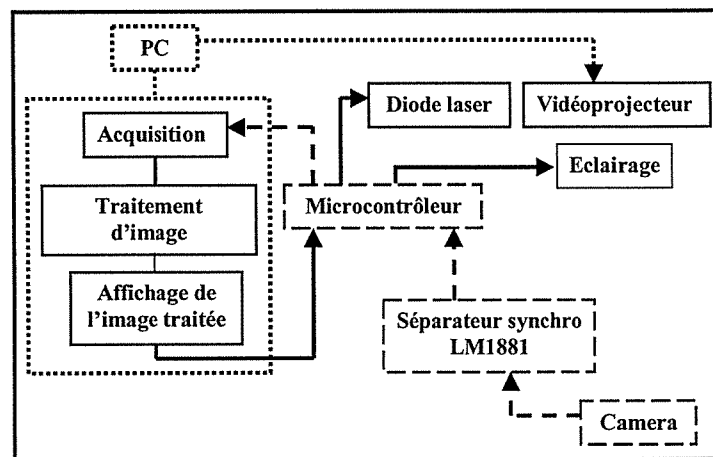 PC
Acquisition
Traitement
d'image
Affichage de
l'image traitée
Diode laser
Vidéoprojecteur
Eclairage
Microcontrôleur
Séparateur synchro
LM1881
Camera